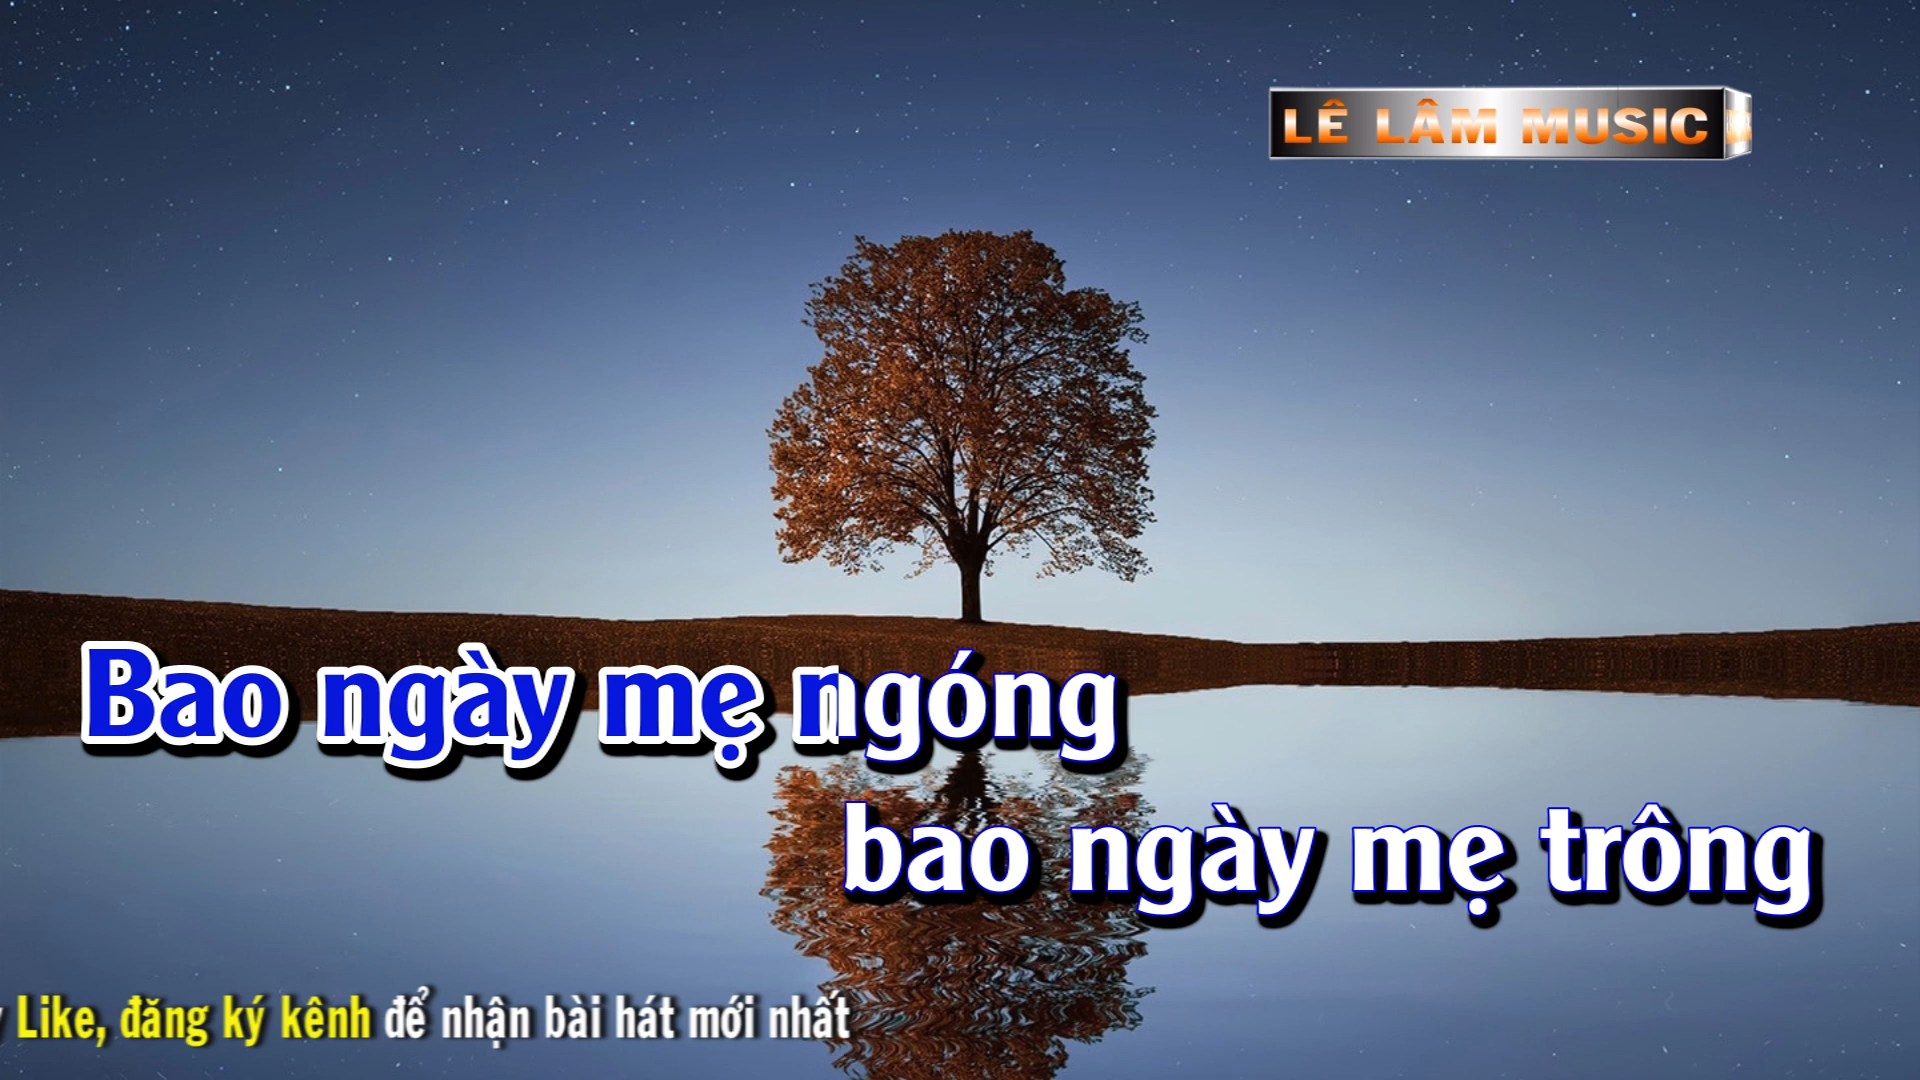 LÊ LÂM MUSIC
Bao ngày mẹ ngóng
bao ngày mẹ trông
Like, đăng ký kênh để nhận bài hát mới nhất